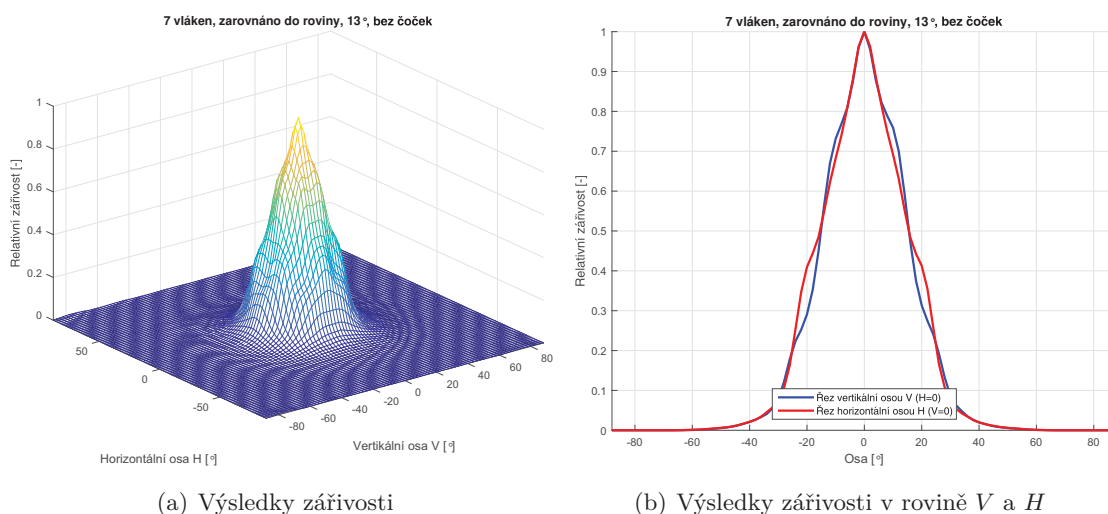 7 vláken, zarovnáno do roviny, 13°, bez čoček
1
0.8
0.6
0.4
0.2
0
Relativní zářivost [-]
50
0
-50
-80
-60
-40
-20
0
20
40
60
80
Horizontální osa H [°]
Vertikální osa V [°]
(a) Výsledky zářivosti
7 vláken, zarovnáno do roviny, 13°, bez čoček
1
0.9
0.8
0.7
0.6
0.5
0.4
0.3
0.2
0.1
0
Relativní zářivost [-]
Řez vertikální osou V (H=0)
Řez horizontální osou H (V=0)
-80 -60 -40 -20 0 20 40 60 80
Osa [°]
(b) Výsledky zářivosti v rovině V a H